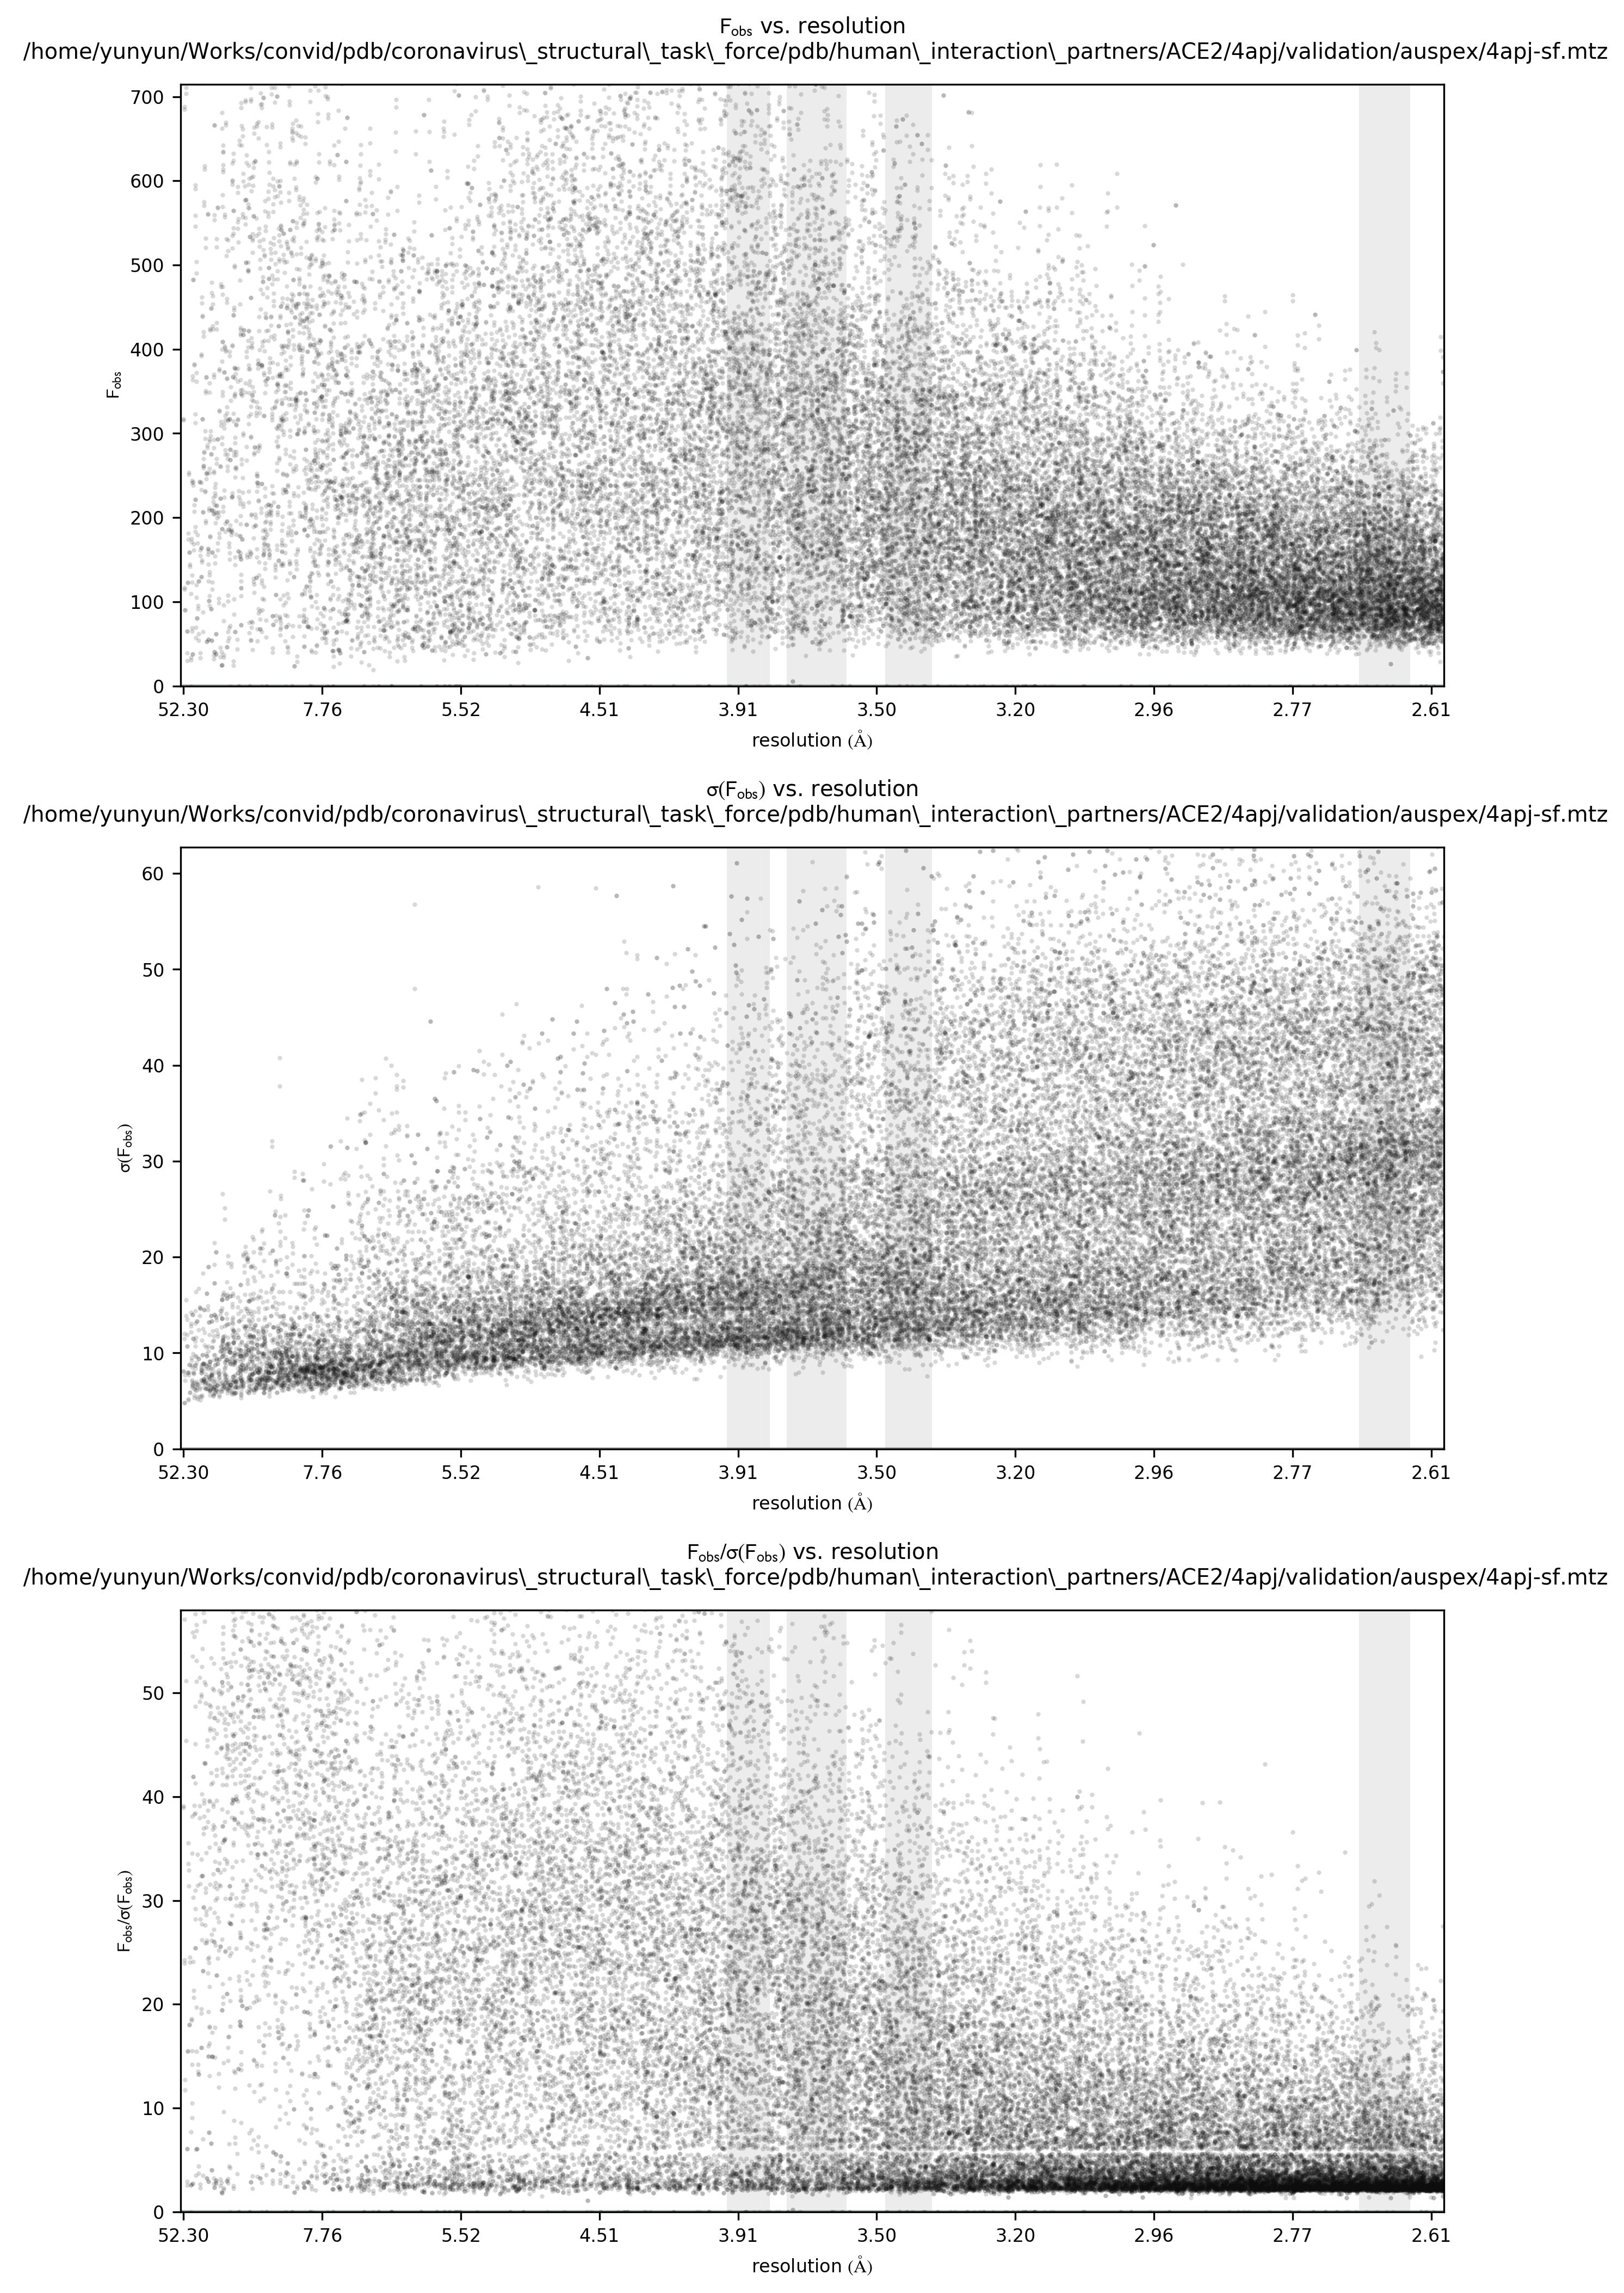 Fobs vs. resolution
/home/yunyun/Works/convid/pdb/coronavirus\_structural\_task\_force/pdb/human\_interaction\_partners/ACE2/4apj/validation/auspex/4apj-sf.mtz
700
600
500
400
300
200
100
0
Fobs
52.30 7.76 5.52 4.51 3.91 3.50 3.20 2.96 2.77 2.61
resolution (Å)
σ(Fobs) vs. resolution
/home/yunyun/Works/convid/pdb/coronavirus\_structural\_task\_force/pdb/human\_interaction\_partners/ACE2/4apj/validation/auspex/4apj-sf.mtz
60
50
40
30
20
10
0
σ(Fobs)
52.30 7.76 5.52 4.51 3.91 3.50 3.20 2.96 2.77 2.61
resolution (Å)
Fobs/σ(Fobs) vs. resolution
/home/yunyun/Works/convid/pdb/coronavirus\_structural\_task\_force/pdb/human\_interaction\_partners/ACE2/4apj/validation/auspex/4apj-sf.mtz
50
40
30
20
10
0
Fobs/σ(Fobs)
52.30 7.76 5.52 4.51 3.91 3.50 3.20 2.96 2.77 2.61
resolution (Å)